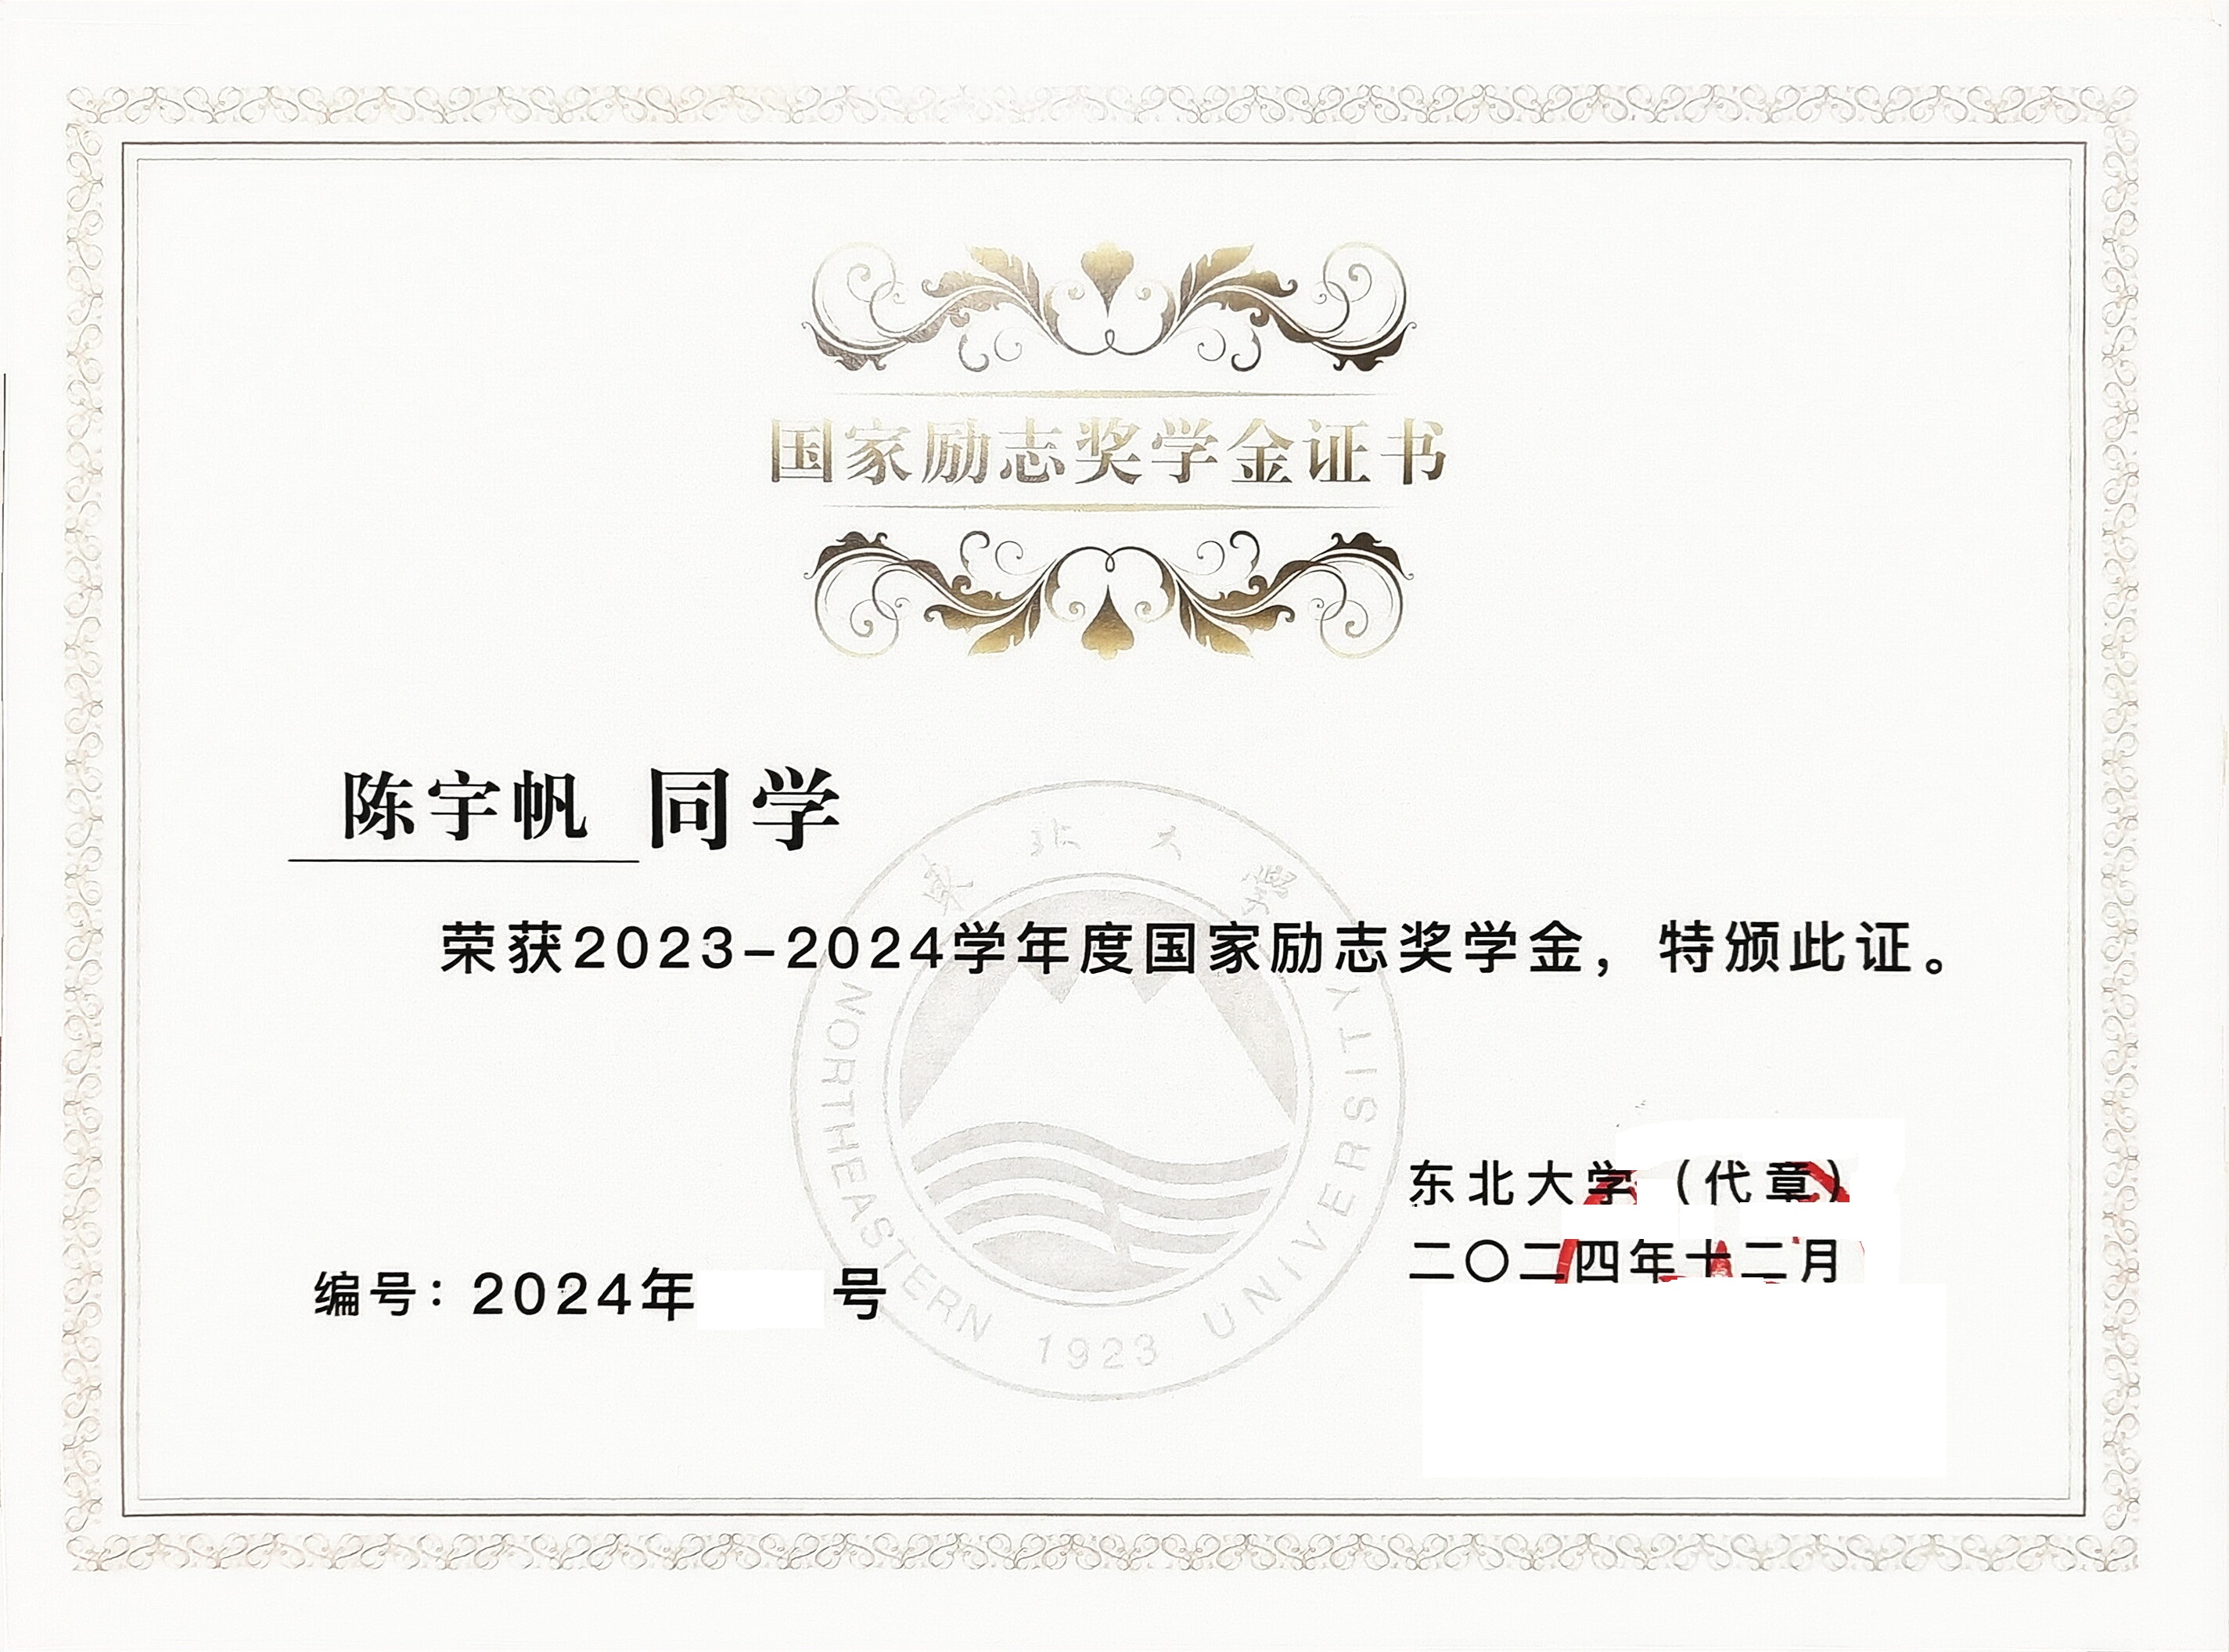 国家励志奖学金证书
陈宇帆 同学
東北大學
荣获2023-2024学年度国家励志奖学金，特颁此证。
NORTHEASTERN UNIVERSITY
1923
东北大学（代章）
二〇二四年十二月
编号：2024年 号